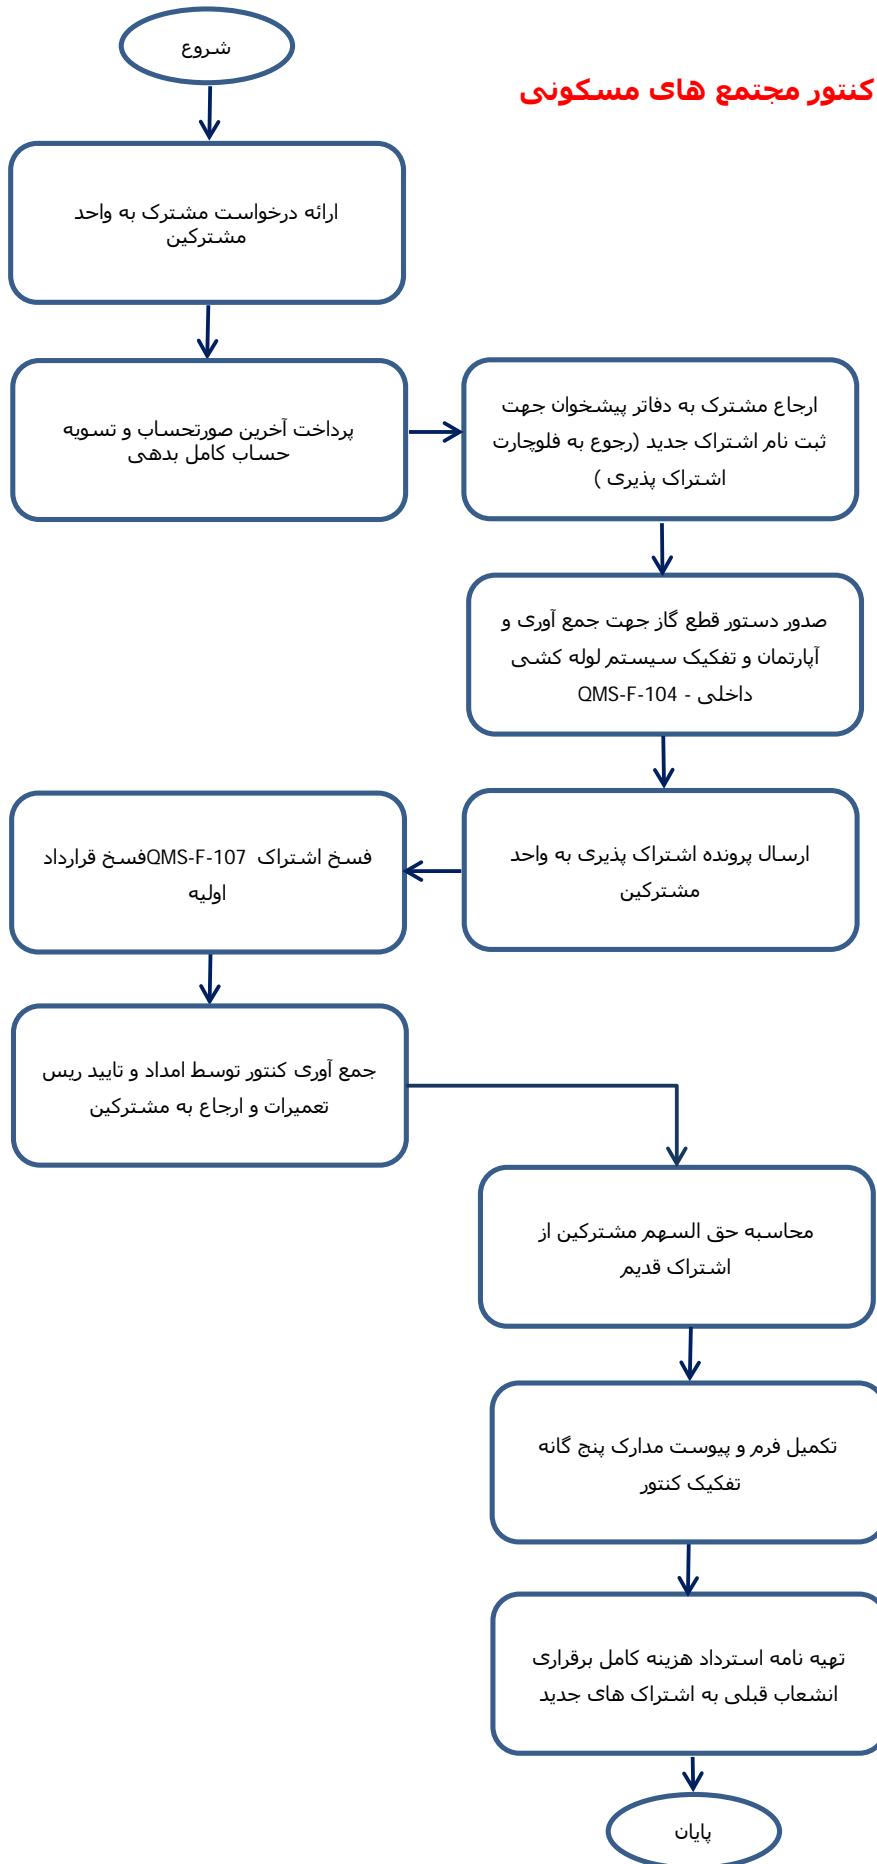 شروع
کنتور مجتمع های مسکونی
ارائه درخواست مشترک به واحد
مشترکین
پرداخت آخرین صورتحساب و تسویه
حساب کامل بدهی
ارجاع مشترک به دفاتر پیشخوان جهت
ثبت نام اشتراک جدید (رجوع به فلوچارت
اشتراک پذیری )
صدور دستور قطع گاز جهت جمع آوری و
آپارتمان و تفکیک سیستم لوله کشی
داخلی - QMS-F-104
ارسال پرونده اشتراک پذیری به واحد
مشترکین
فسخ اشتراک QMS-F-107فسخ قرارداد
اولیه
جمع آوری کنتور توسط امداد و تایید ریس
تعمیرات و ارجاع به مشترکین
محاسبه حق السهم مشترکین از
اشتراک قدیم
تکمیل فرم و پیوست مدارک پنج گانه
تفکیک کنتور
تهیه نامه استرداد هزینه کامل برقراری
انشعاب قبلی به اشتراک های جدید
پایان